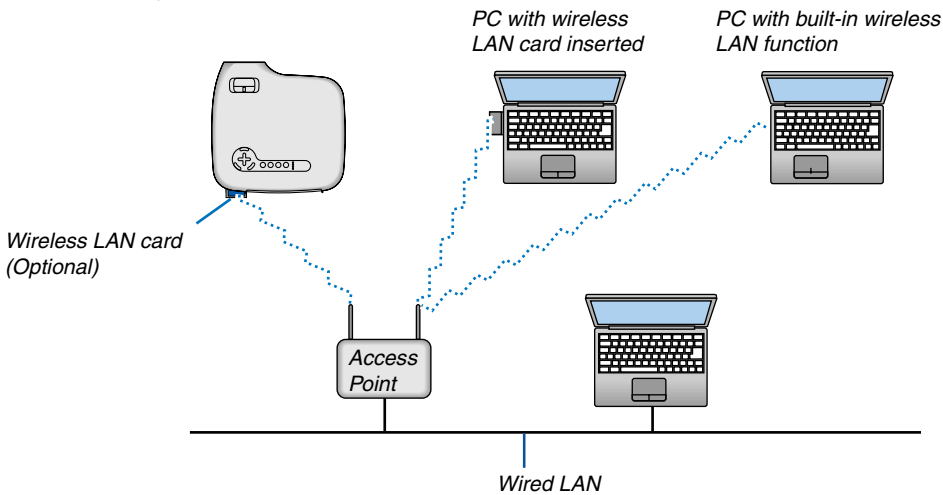 PC with wireless
LAN card inserted
PC with built-in wireless
LAN function
Wireless LAN card
(Optional)
Access
Point
Wired LAN